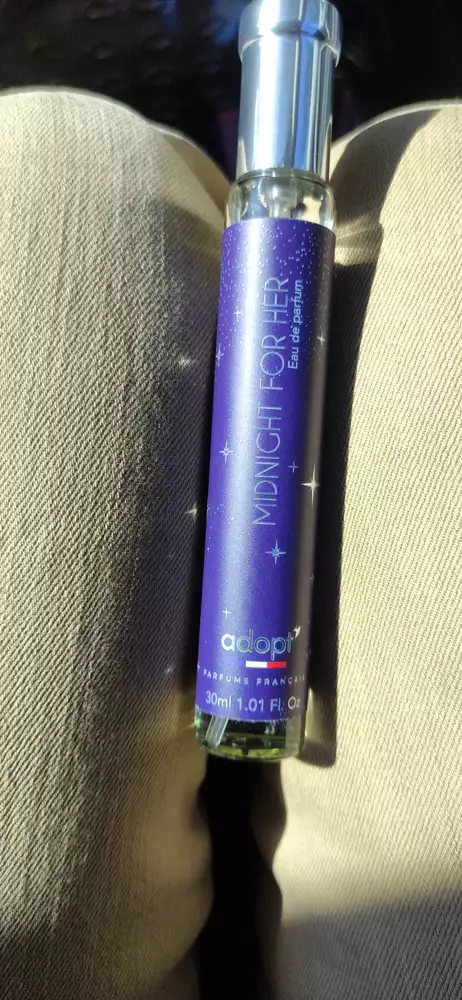 MIDNIGHT FOR HER
Eau de parfum
adopt'
PARFUMS FRANÇAIS
30ml 1.01 Fl. Oz